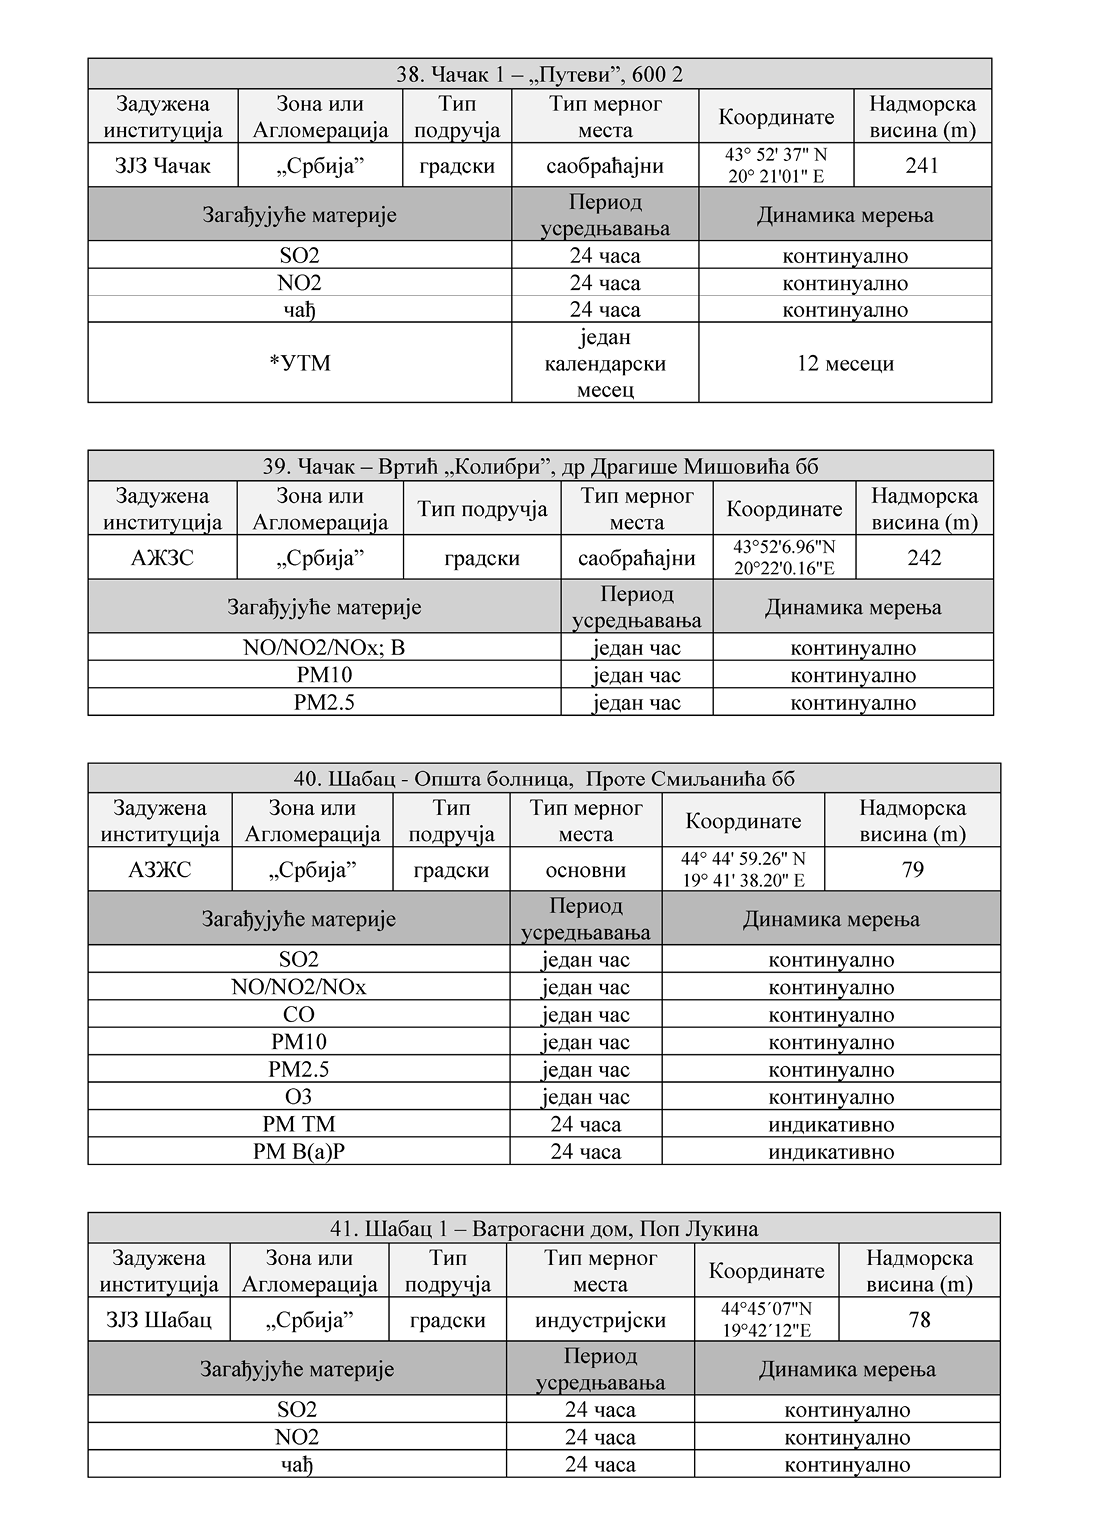 38. Чачак 1 – „Путеви”, 600 2
Задужена институција Зона или Агломерација Тип подручја Тип мерног места Координате Надморска висина (m)
ЗЈЗ Чачак „Србија” градски саобраћајни 43° 52' 37" N 20° 21'01" E 241
Загађујуће материје Период усредњавања Динамика мерења
SO2 24 часа континуално
NO2 24 часа континуално
чађ 24 часа континуално
*УТМ један календарски месец 12 месеци
39. Чачак – Вртић „Колибри”, др Драгише Мишовића бб
Задужена институција Зона или Агломерација Тип подручја Тип мерног места Координате Надморска висина (m)
АЖЗС „Србија” градски саобраћајни 43°52'6.96"N 20°22'0.16"E 242
Загађујуће материје Период усредњавања Динамика мерења
NO/NO2/NOx; B један час континуално
PM10 један час континуално
PM2.5 један час континуално
40. Шабац - Општа болница, Проте Смиљанића бб
Задужена институција Зона или Агломерација Тип подручја Тип мерног места Координате Надморска висина (m)
АЗЖС „Србија” градски основни 44° 44' 59.26" N 19° 41' 38.20" E 79
Загађујуће материје Период усредњавања Динамика мерења
SO2 један час континуално
NO/NO2/NOx један час континуално
CO један час континуално
PM10 један час континуално
PM2.5 један час континуално
O3 један час континуално
PM TM 24 часа индикативно
PM B(a)P 24 часа индикативно
41. Шабац 1 – Ватрогасни дом, Поп Лукина
Задужена институција Зона или Агломерација Тип подручја Тип мерног места Координате Надморска висина (m)
ЗЈЗ Шабац „Србија” градски индустријски 44°45´07"N 19°42´12"E 78
Загађујуће материје Период усредњавања Динамика мерења
SO2 24 часа континуално
NO2 24 часа континуално
чађ 24 часа континуално